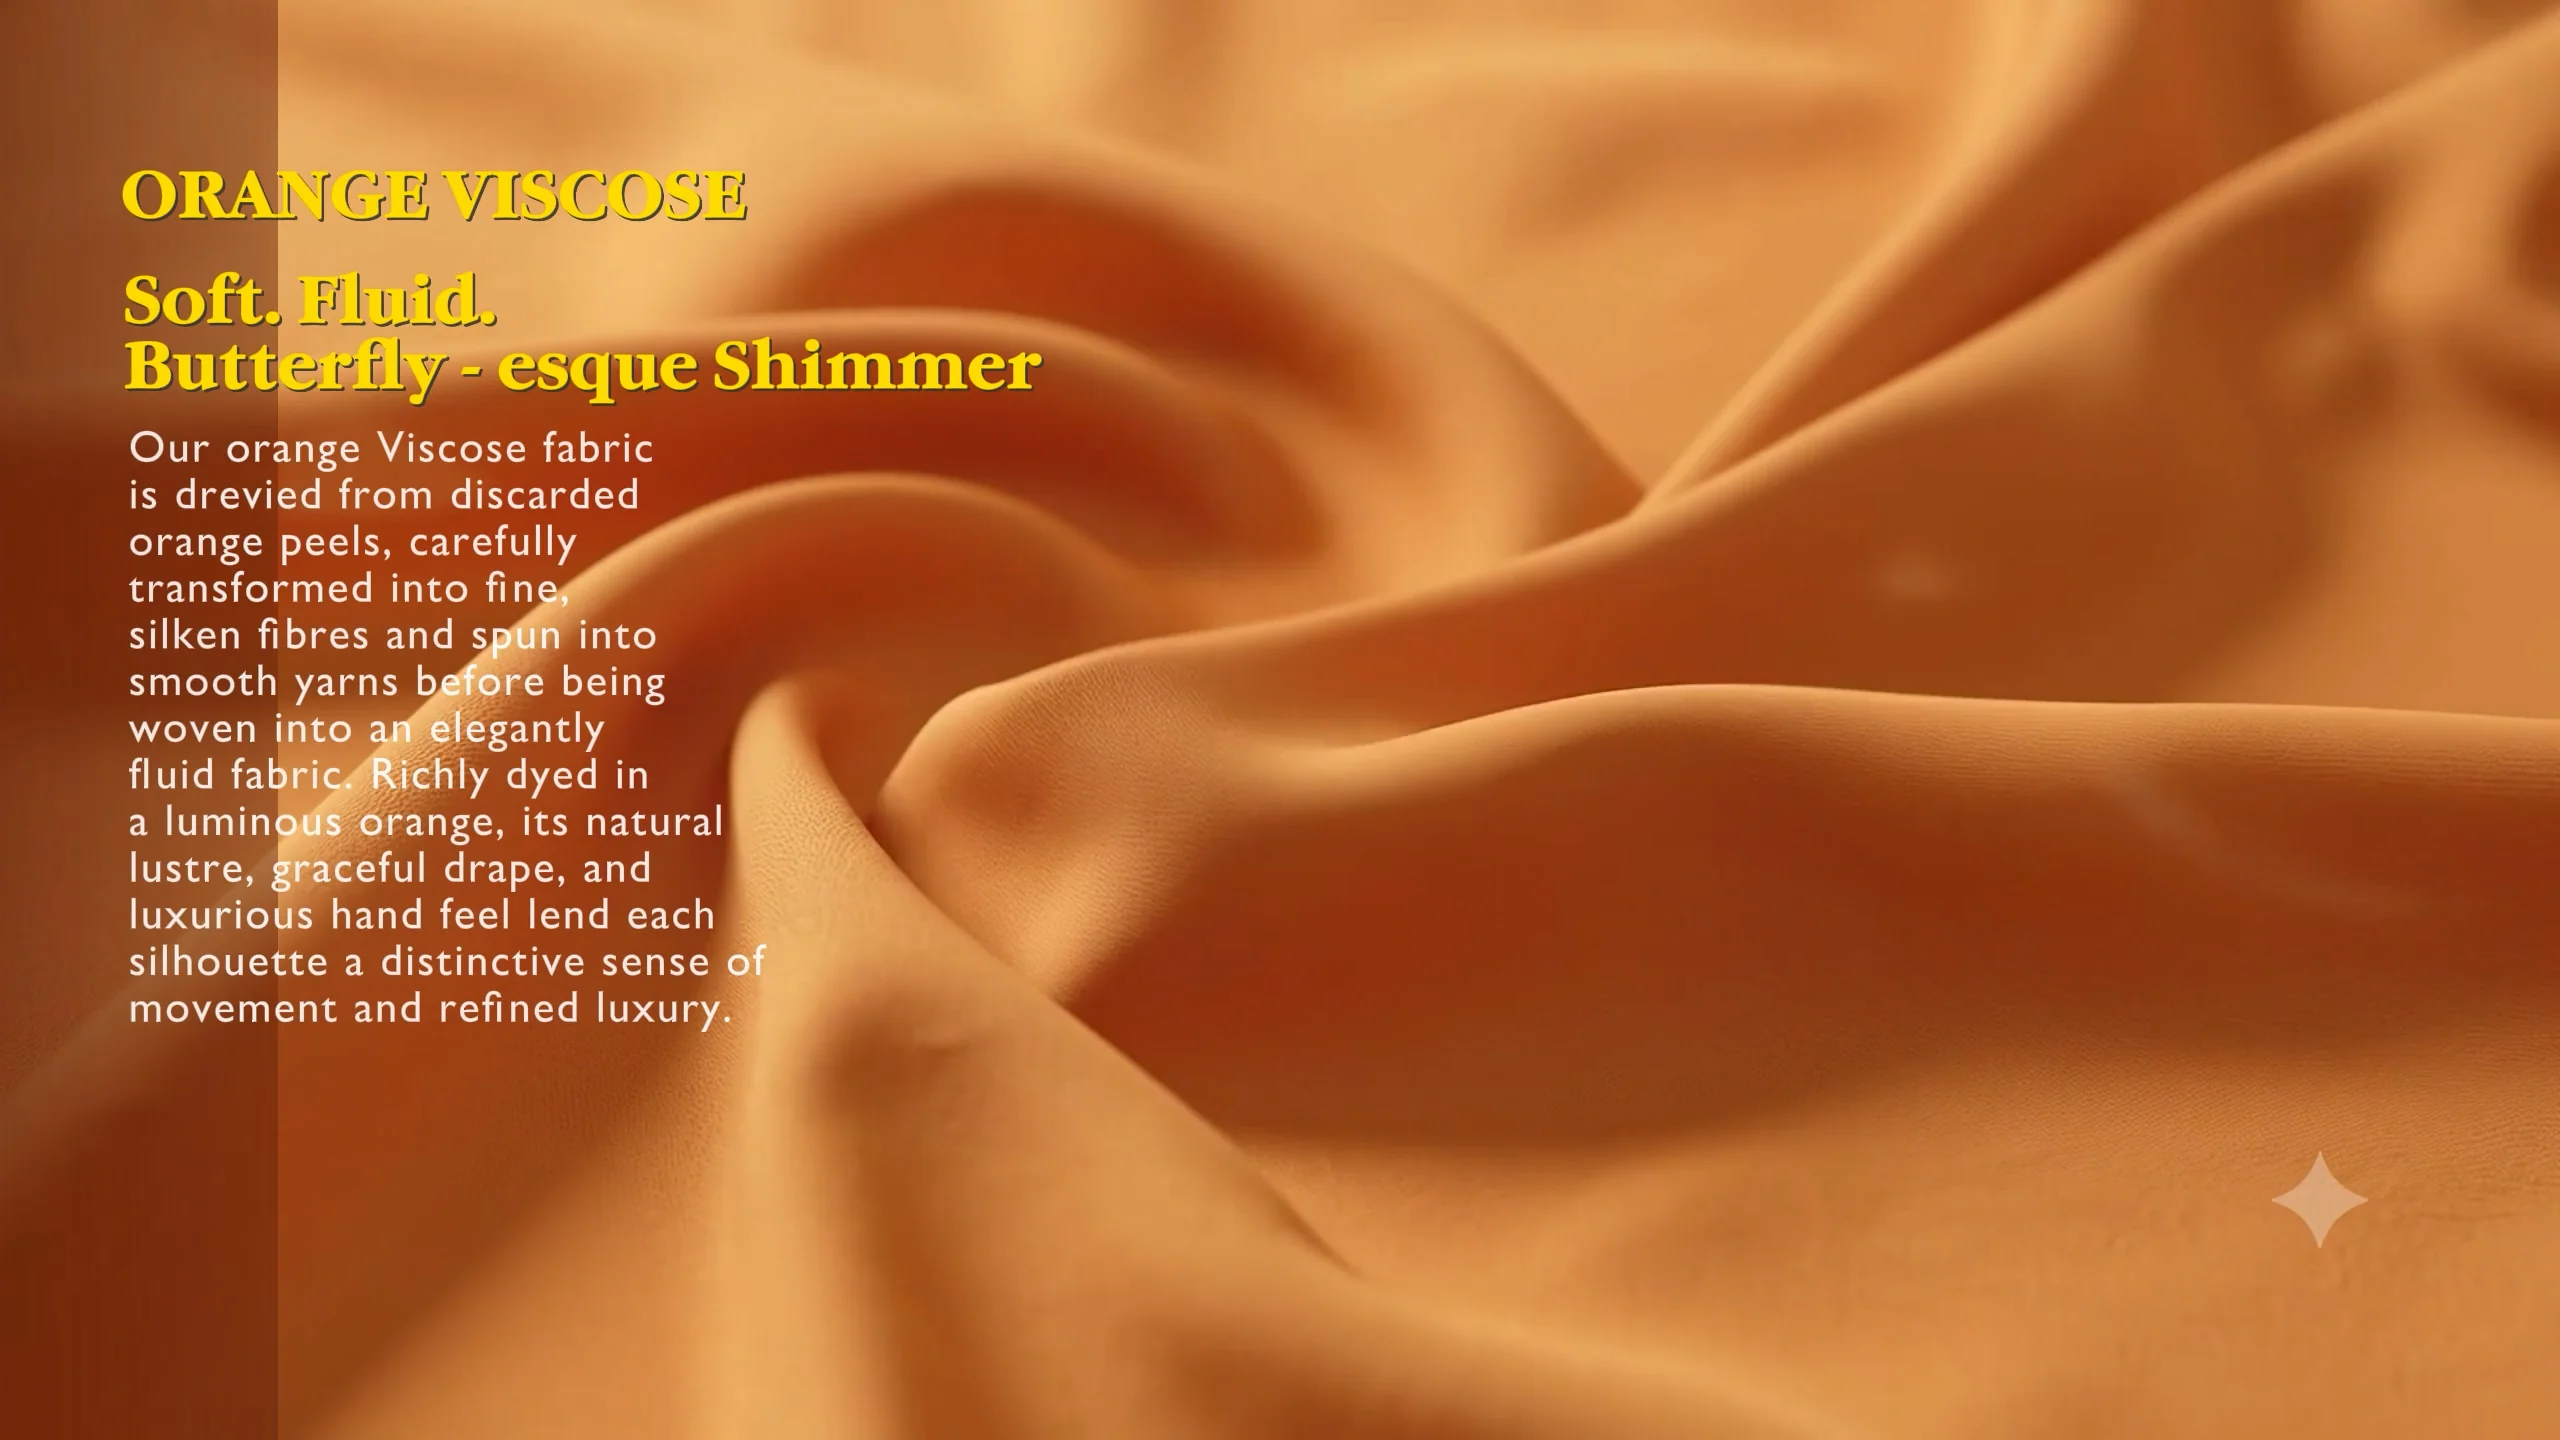 ORANGE VISCOSE
Soft. Fluid.
Butterfly - esque Shimmer
Our orange Viscose fabric
is drevied from discarded
orange peels, carefully
transformed into fine,
silken fibres and spun into
smooth yarns before being
woven into an elegantly
fluid fabric. Richly dyed in
a luminous orange, its natural
lustre, graceful drape, and
luxurious hand feel lend each
silhouette a distinctive sense of
movement and refined luxury.